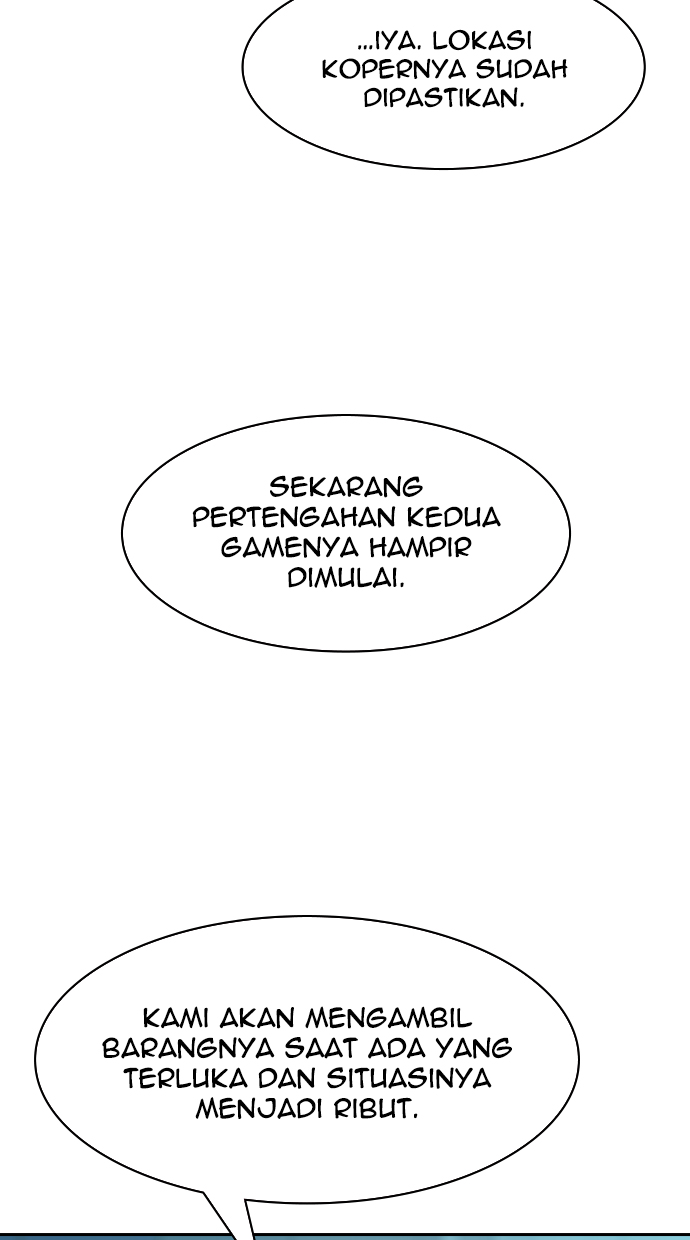 ...IYA. LOKASI
KOPERNYA SUDAH
DIPASTIKAN.
SEKARANG
PERTENGAHAN KEDUA
GAMENYA HAMPIR
DIMULAI.
KAMI AKAN MENGAMBIL
BARANGNYA SAAT ADA YANG
TERLUKA DAN SITUASINYA
MENJADI RIBUT.